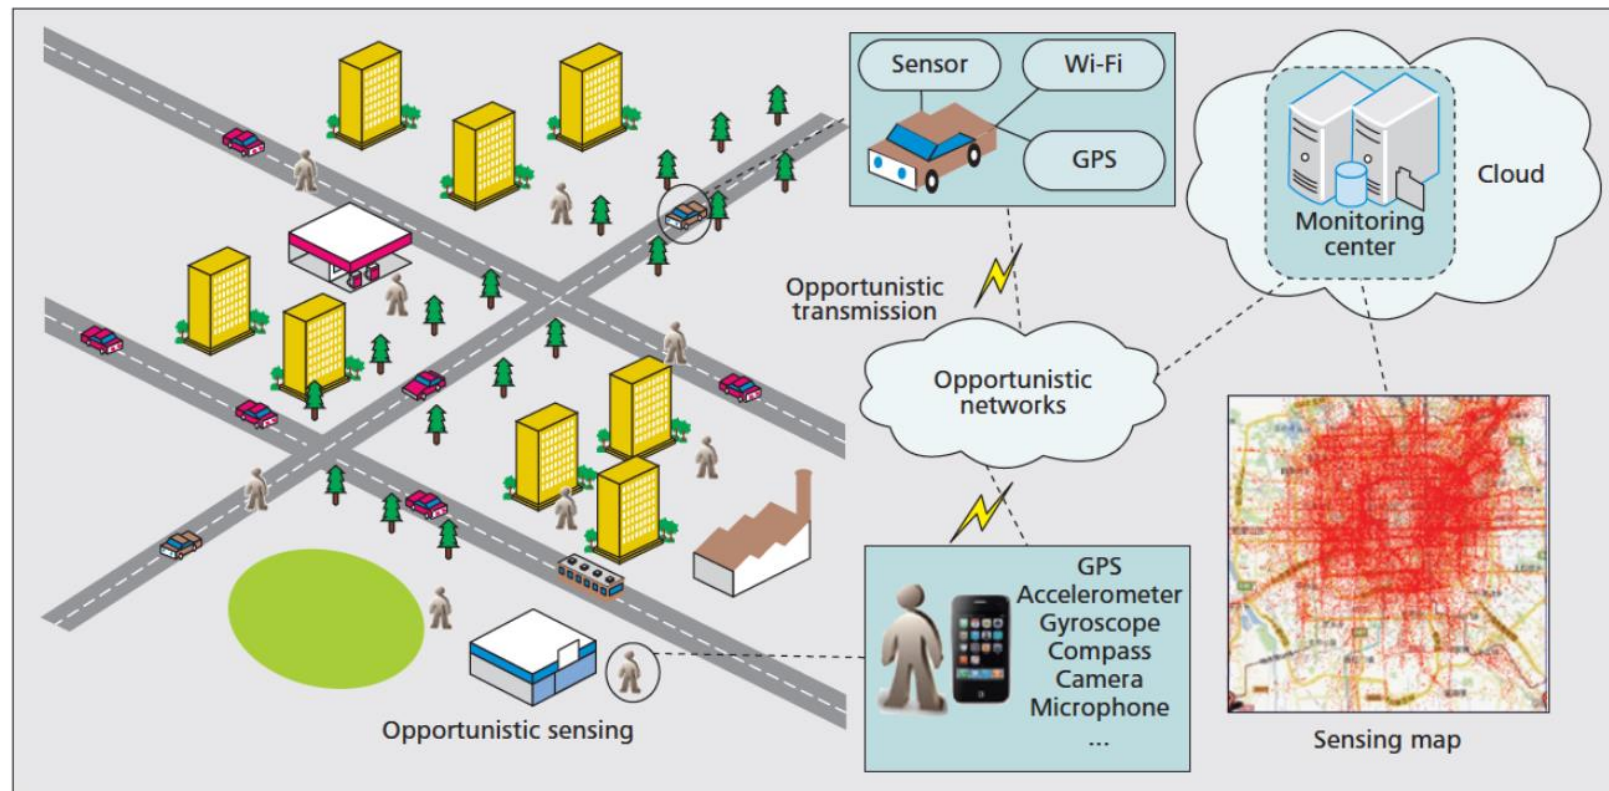 Sensor
Wi-Fi
GPS
Cloud
Monitoring
center
Opportunistic
transmission
Opportunistic
networks
GPS
Accelerometer
Gyroscope
Compass
Camera
Microphone
...
Opportunistic sensing
Sensing map